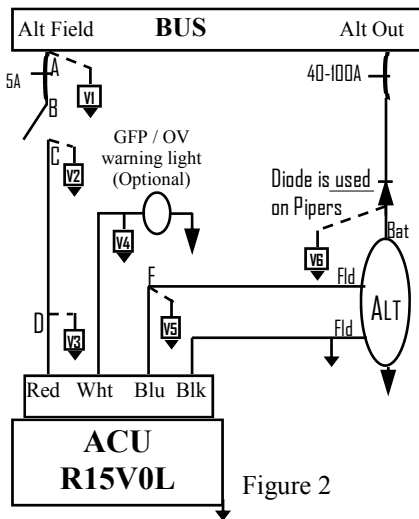 Alt Field BUS Alt Out
5A
A
B
V1
40-100A
C
V2
GFP / OV
warning light
(Optional)
Diode is used
on Pipers
V4
V6
Bat
F
Fld
D
V3
V5
ALT
Fld
Red Wht Blu Blk
ACU
R15V0L
Figure 2